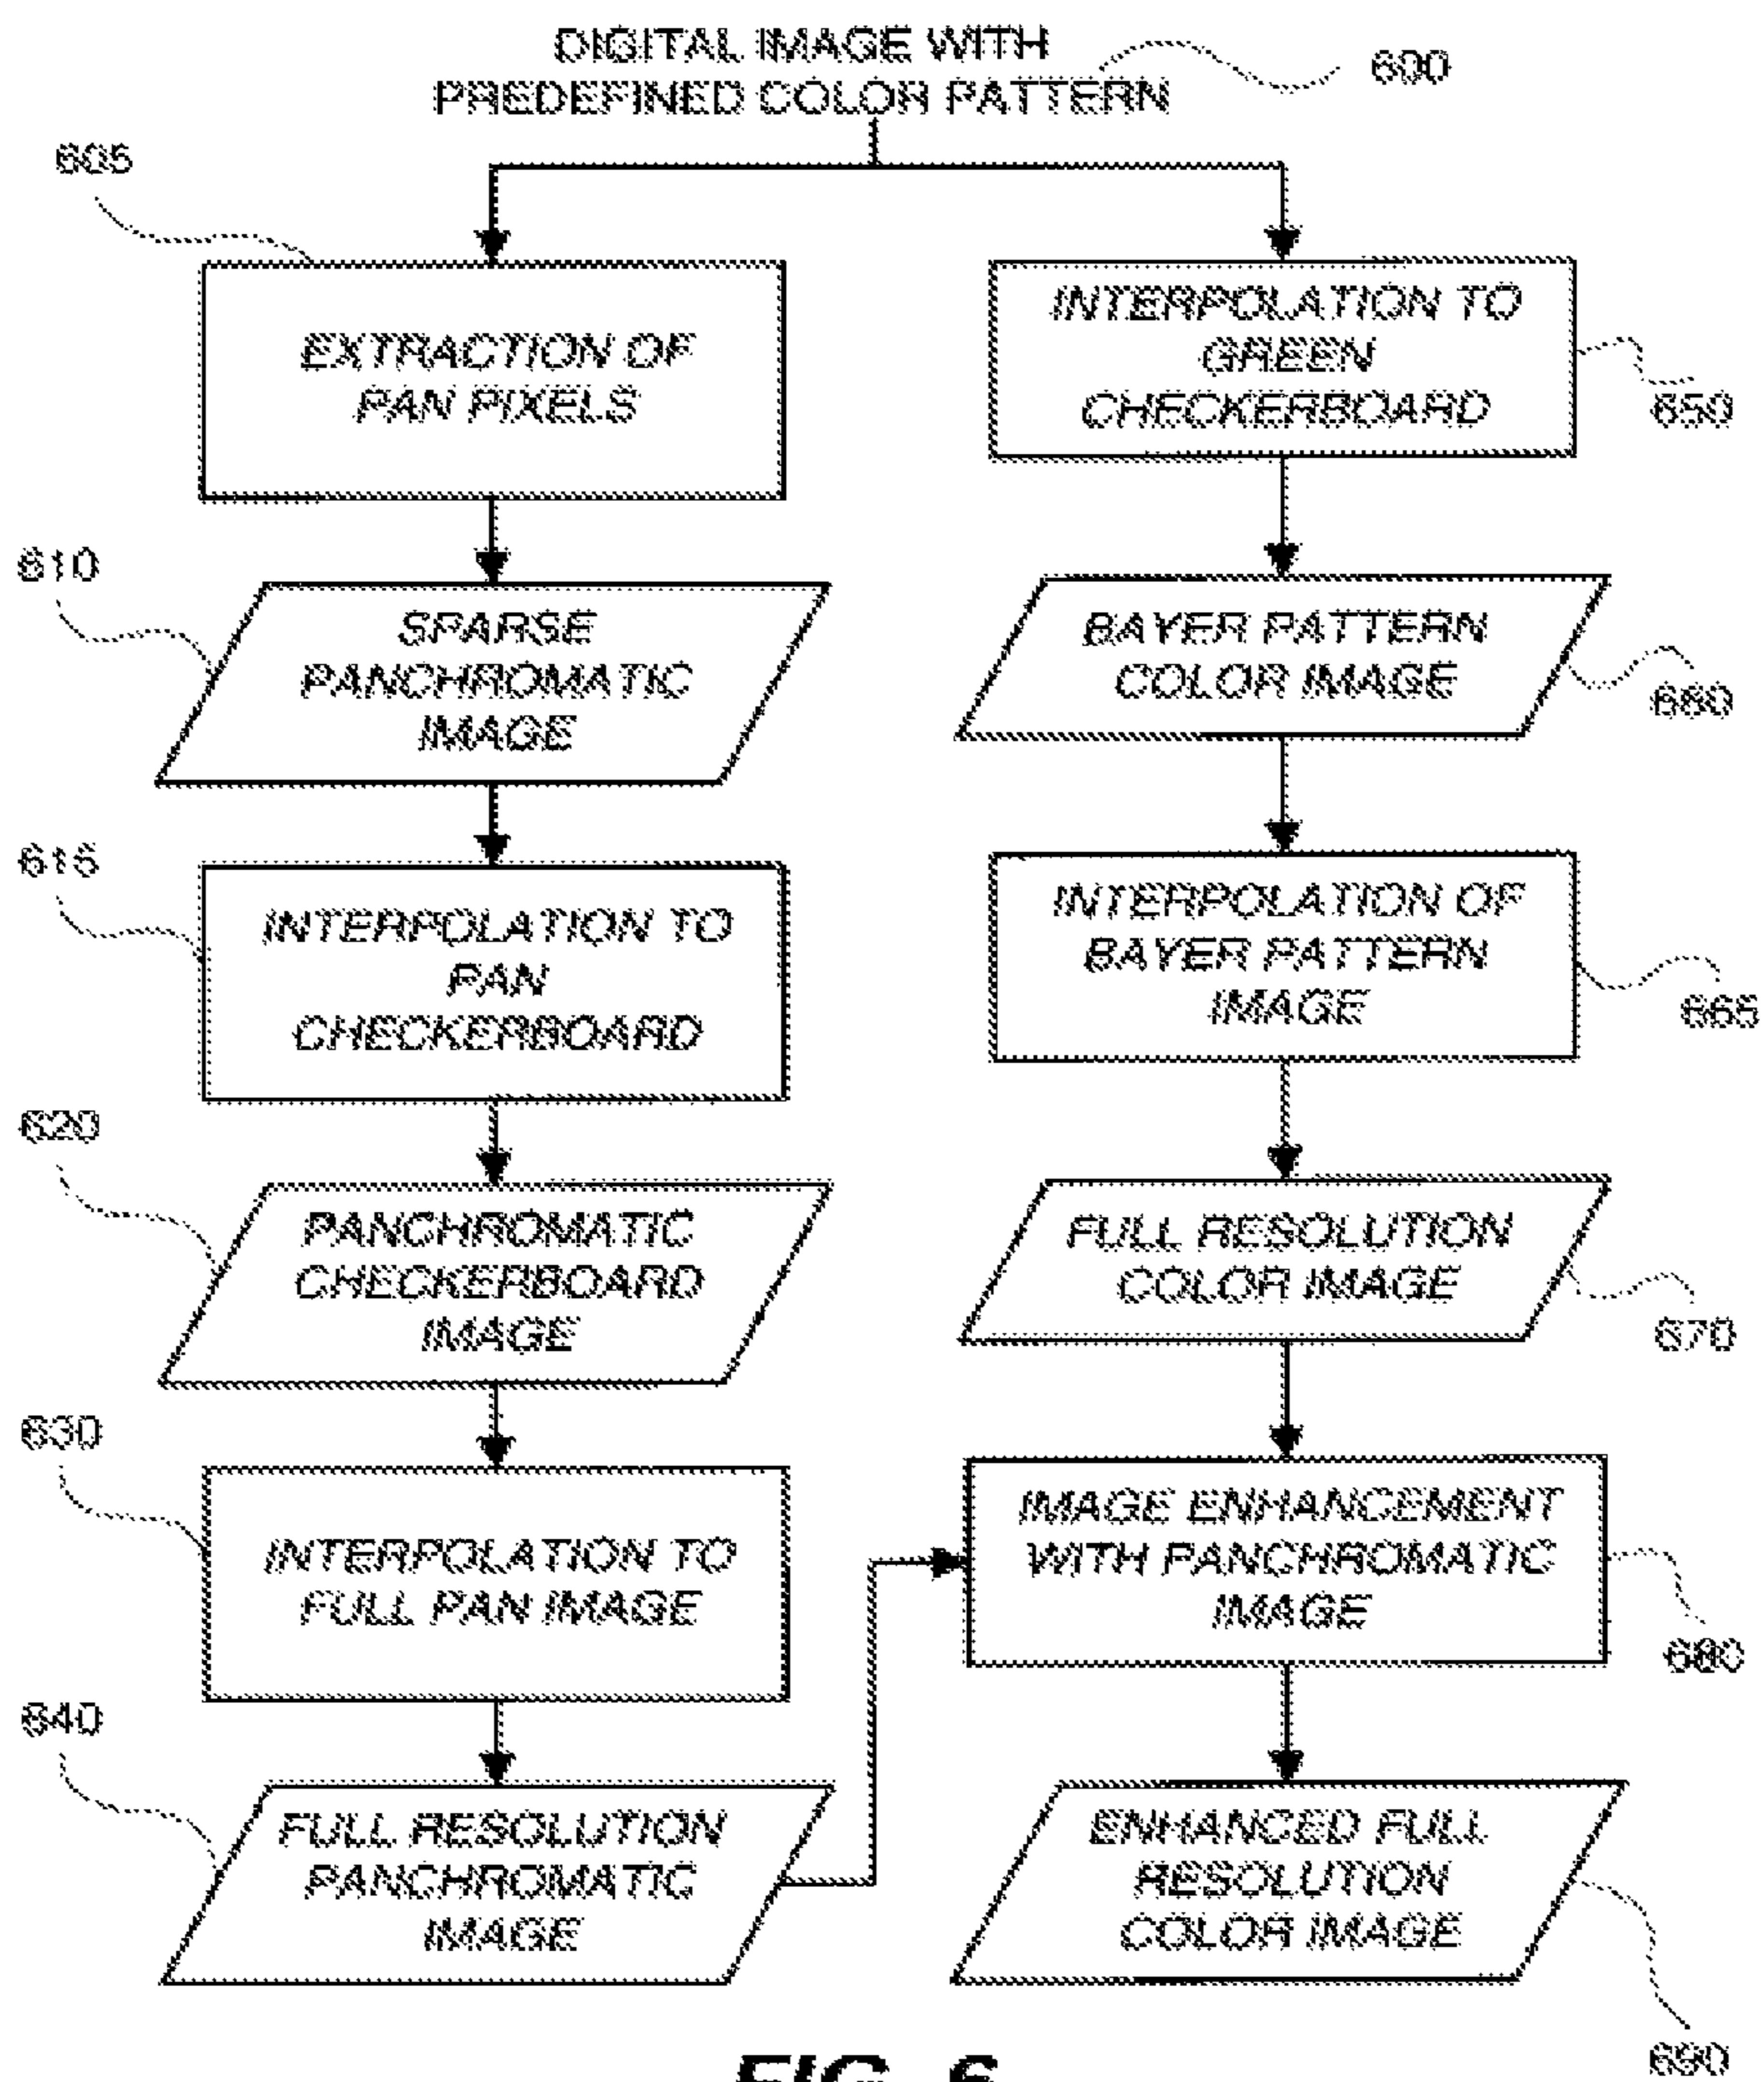 DIGITAL IMAGE WITH
PREDEFINED COLOR PATTERN
600
605
EXTRACTION OF
PAN PIXELS
INTERPOLATION TO
GREEN
CHECKERBOARD
650
610
SPARSE
PANCHROMATIC
IMAGE
BAYER PATTERN
COLOR IMAGE
660
615
INTERPOLATION TO
PAN
CHECKERBOARD
INTERPOLATION OF
BAYER PATTERN
IMAGE
665
620
PANCHROMATIC
CHECKERBOARD
IMAGE
FULL RESOLUTION
COLOR IMAGE
670
630
INTERPOLATION TO
FULL PAN IMAGE
IMAGE ENHANCEMENT
WITH PANCHROMATIC
IMAGE
680
640
FULL RESOLUTION
PANCHROMATIC
IMAGE
ENHANCED FULL
RESOLUTION
COLOR IMAGE
690
FIG. 6